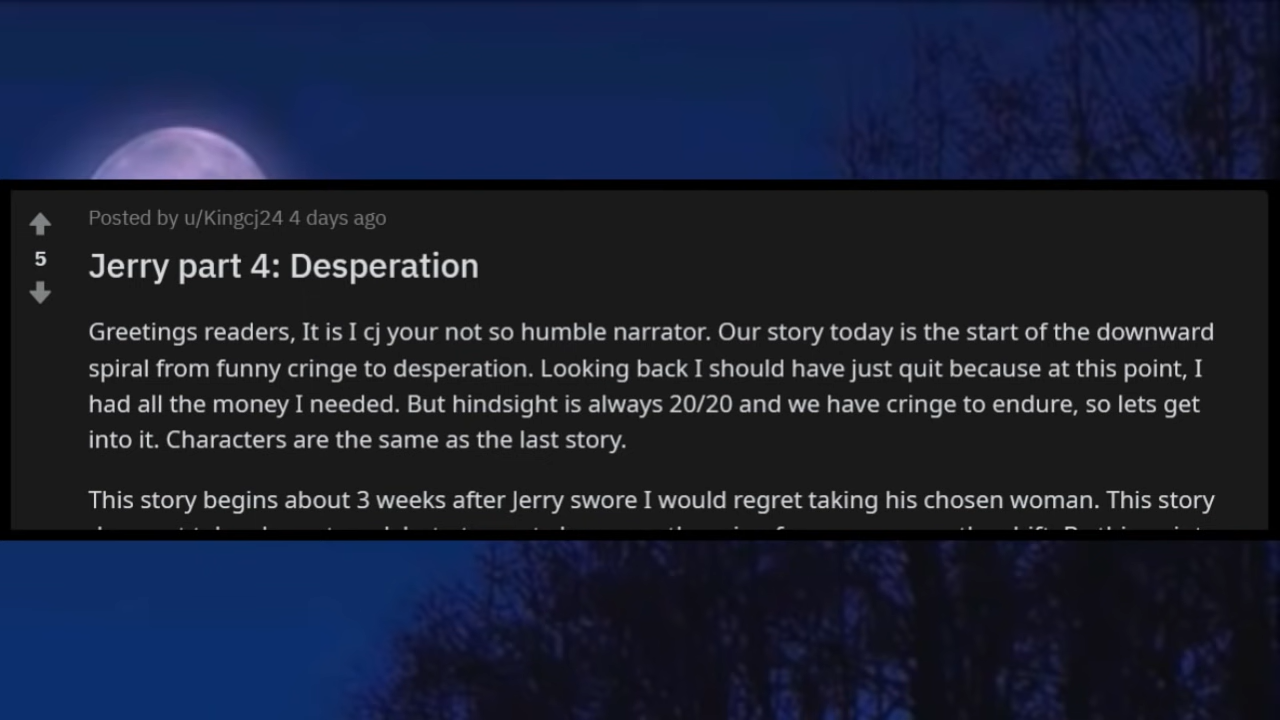 Posted by u/Kingcj24 4 days ago
5
Jerry part 4: Desperation
Greetings readers, It is I cj your not so humble narrator. Our story today is the start of the downward
spiral from funny cringe to desperation. Looking back I should have just quit because at this point, I
had all the money I needed. But hindsight is always 20/20 and we have cringe to endure, so lets get
into it. Characters are the same as the last story.
This story begins about 3 weeks after Jerry swore I would regret taking his chosen woman. This story